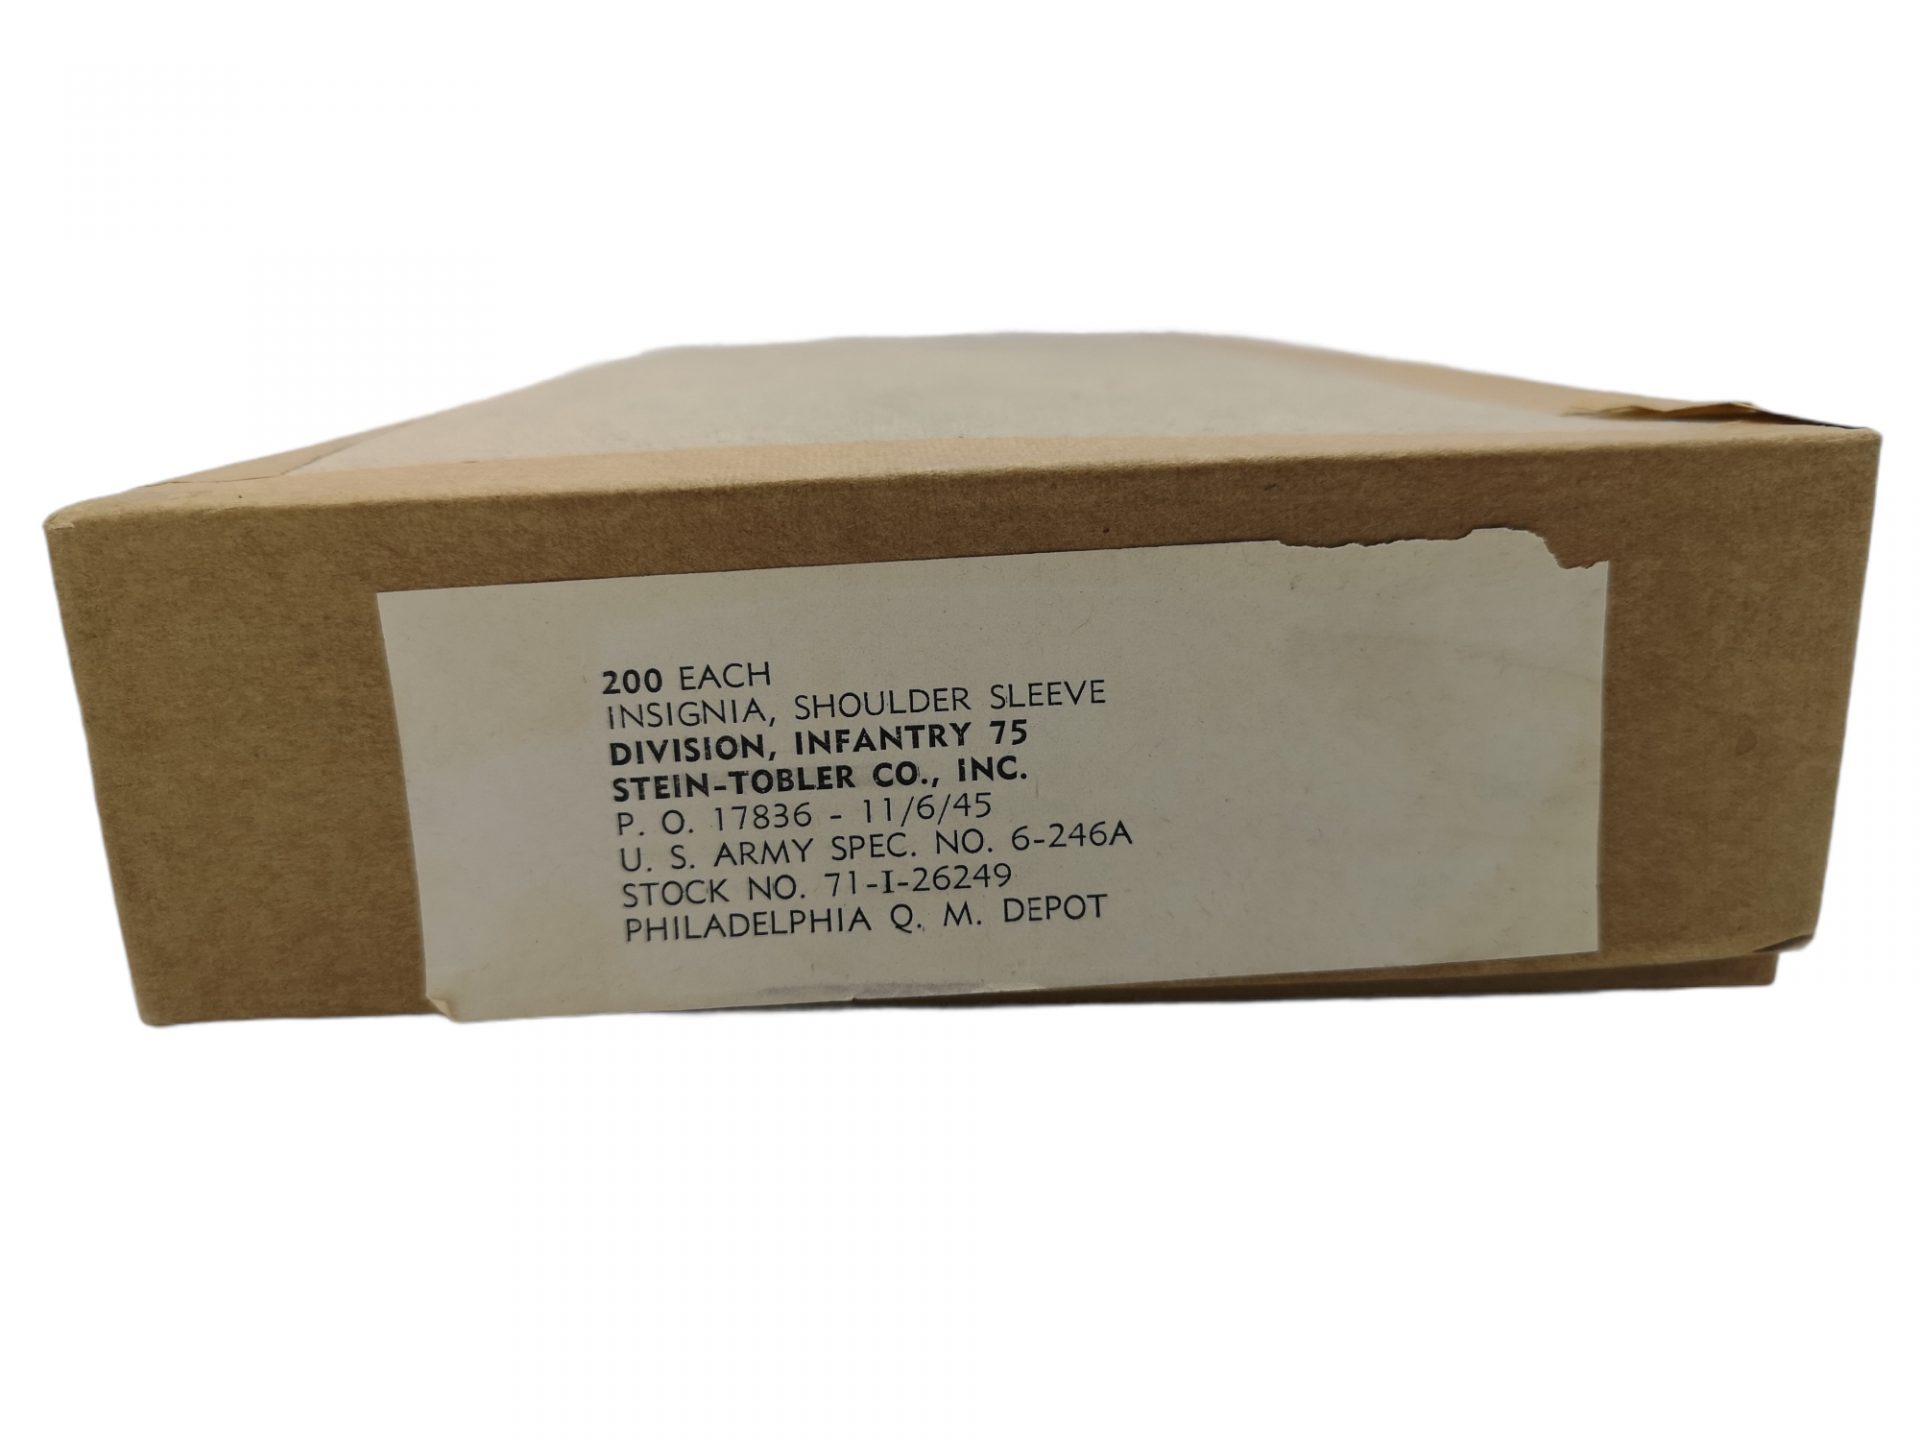 200 EACH
INSIGNIA, SHOULDER SLEEVE
DIVISION, INFANTRY 75
STEIN-TOBLER CO., INC.
P. O. 17836 - 11/6/45
U. S. ARMY SPEC. NO. 6-246A
STOCK NO. 71-I-26249
PHILADELPHIA Q. M. DEPOT